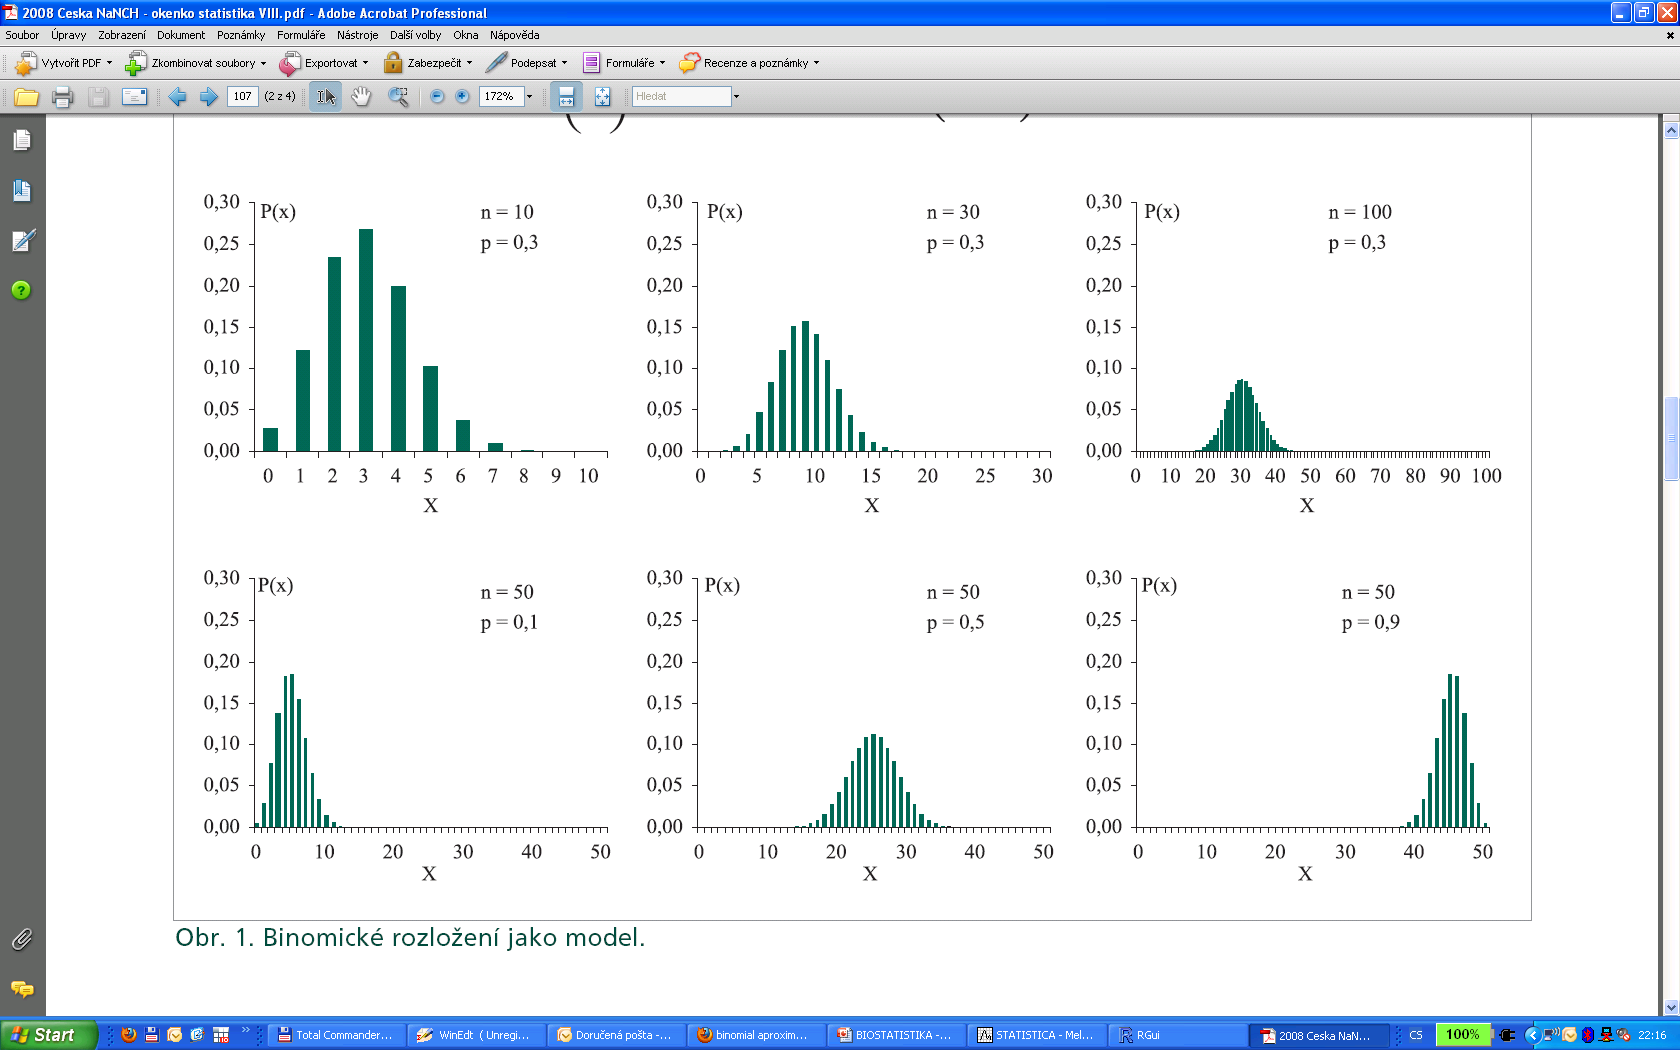 2008 Ceska NaNCH - okenko statistika VIII.pdf - Adobe Acrobat Professional
Soubor Úpravy Zobrazení Dokument Poznámky Formuláře Nástroje Další volby Okna Nápověda
Vytvořit PDF Zkombinovat soubory Exportovat Zabezpečit Podepsat Formuláře Recenze a poznámky
107 (2 z 4) 172% Hledat
0,30 P(x) n = 10
0,25 p = 0,3
0,20
0,15
0,10
0,05
0,00
0 1 2 3 4 5 6 7 8 9 10
X
0,30 P(x) n = 30
0,25 p = 0,3
0,20
0,15
0,10
0,05
0,00
0 5 10 15 20 25 30
X
0,30 P(x) n = 100
0,25 p = 0,3
0,20
0,15
0,10
0,05
0,00
0 10 20 30 40 50 60 70 80 90 100
X
0,30 P(x) n = 50
0,25 p = 0,1
0,20
0,15
0,10
0,05
0,00
0 10 20 30 40 50
X
0,30 P(x) n = 50
0,25 p = 0,5
0,20
0,15
0,10
0,05
0,00
0 10 20 30 40 50
X
0,30 P(x) n = 50
0,25 p = 0,9
0,20
0,15
0,10
0,05
0,00
0 10 20 30 40 50
X
Obr. 1. Binomické rozložení jako model.
Start Total Commander... WinEdt ( Unregi... Doručená pošta -... binomial aproxim... BIOSTATISTIKA -... STATISTICA - Mel... RGui 2008 Ceska NaN... CS 100% 22:16